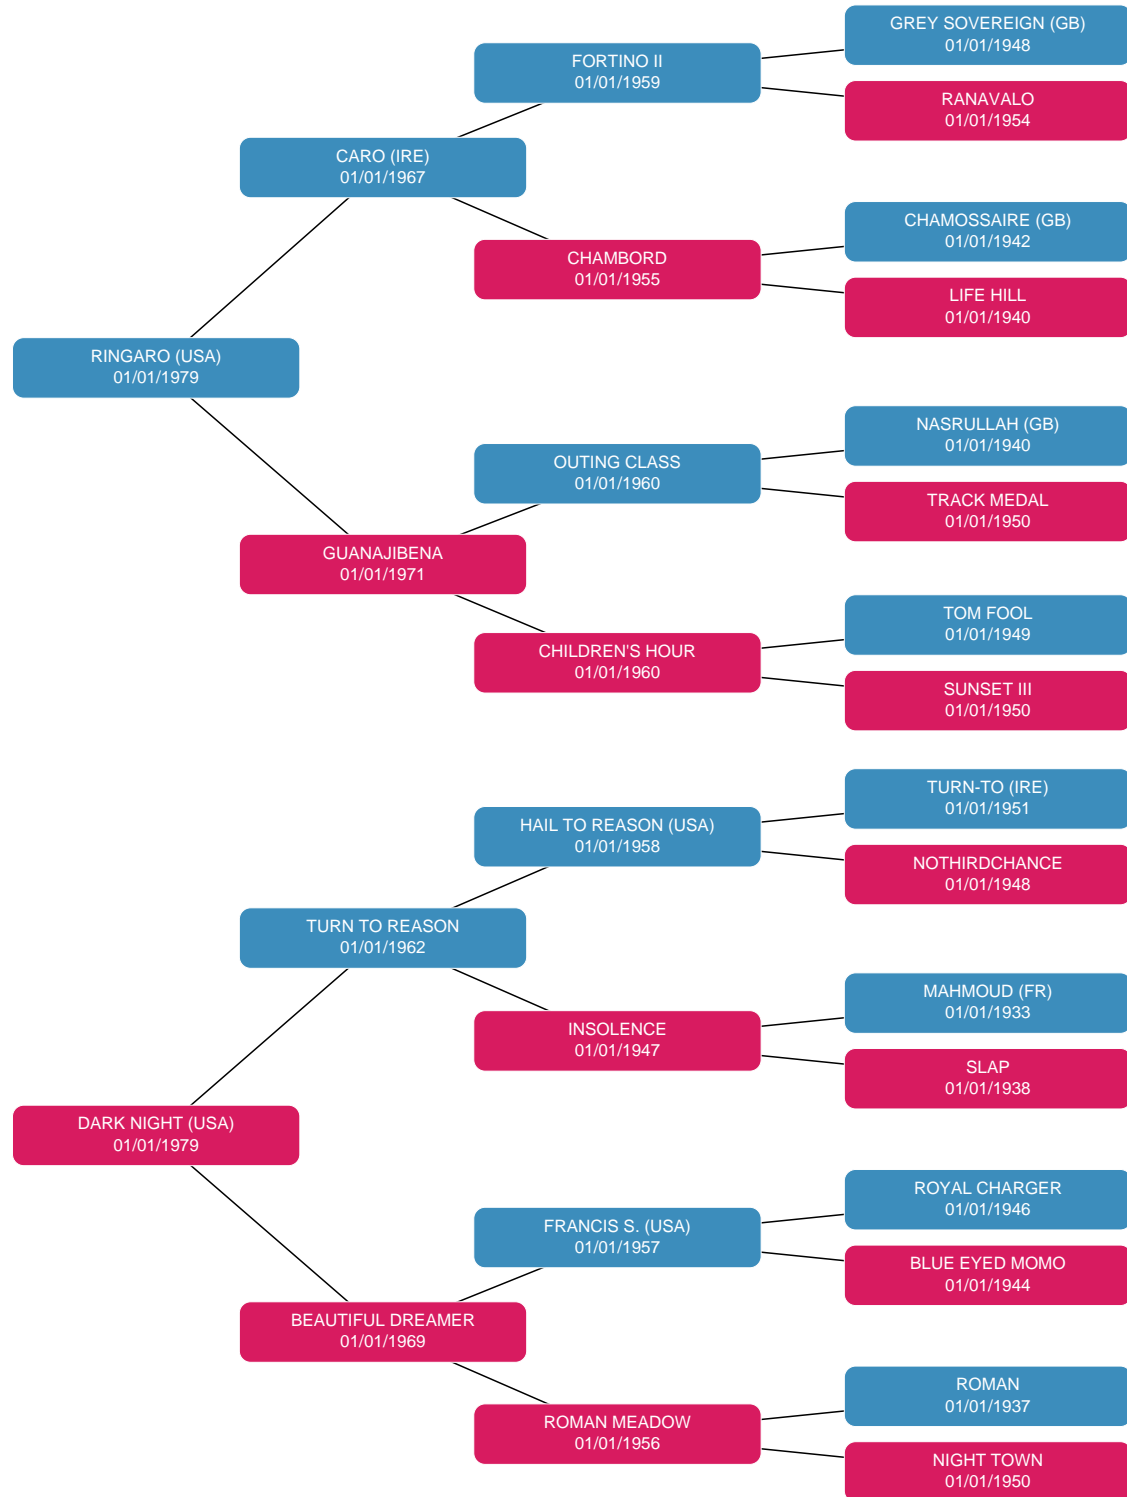 GREY SOVEREIGN (GB)
01/01/1948
FORTINO II
01/01/1959
RANAVALO
01/01/1954
CARO (IRE)
01/01/1967
CHAMOSSAIRE (GB)
01/01/1942
CHAMBORD
01/01/1955
LIFE HILL
01/01/1940
RINGARO (USA)
01/01/1979
NASRULLAH (GB)
01/01/1940
OUTING CLASS
01/01/1960
TRACK MEDAL
01/01/1950
GUANAJIBENA
01/01/1971
TOM FOOL
01/01/1949
CHILDREN'S HOUR
01/01/1960
SUNSET III
01/01/1950
TURN-TO (IRE)
01/01/1951
HAIL TO REASON (USA)
01/01/1958
NOTHIRDCHANCE
01/01/1948
TURN TO REASON
01/01/1962
MAHMOUD (FR)
01/01/1933
INSOLENCE
01/01/1947
SLAP
01/01/1938
DARK NIGHT (USA)
01/01/1979
ROYAL CHARGER
01/01/1946
FRANCIS S. (USA)
01/01/1957
BLUE EYED MOMO
01/01/1944
BEAUTIFUL DREAMER
01/01/1969
ROMAN
01/01/1937
ROMAN MEADOW
01/01/1956
NIGHT TOWN
01/01/1950